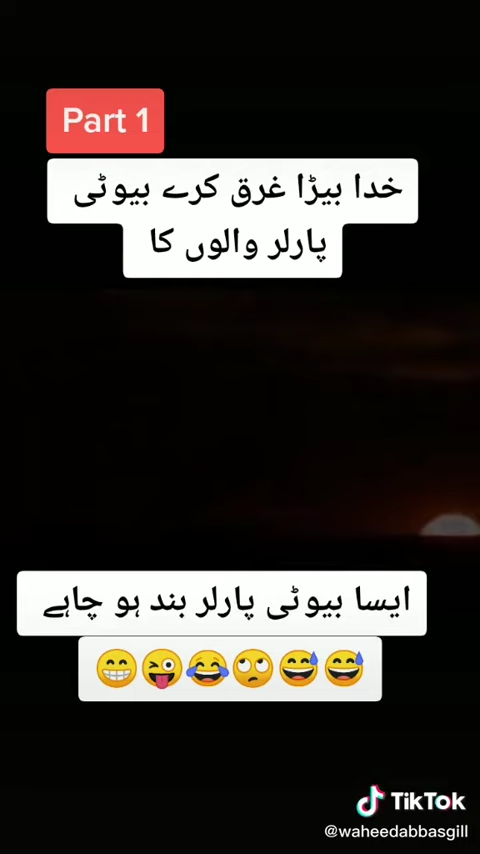 Part 1
خدا بیڑا غرق کرے بیوٹی
پارلر والوں کا
ایسا بیوٹی پارلر بند ہو چاہے
😁😜😂🙄😅😅
TikTok
@waheedabbasgill